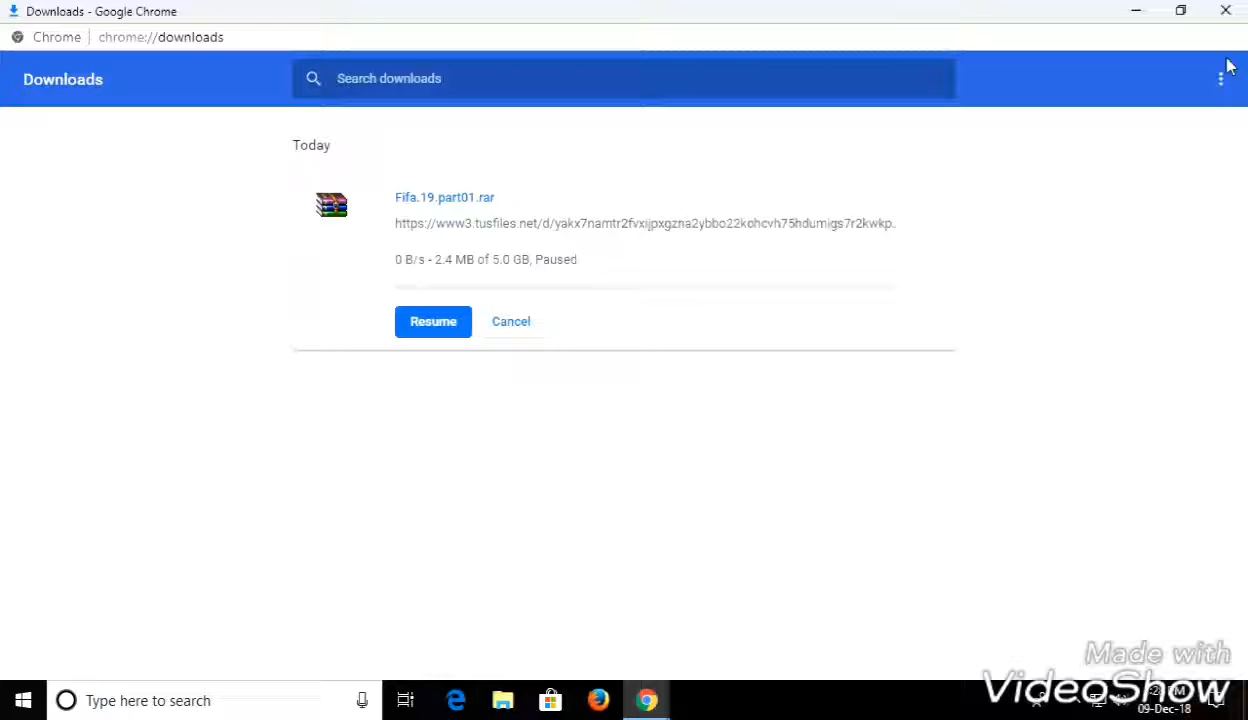 Downloads - Google Chrome
Chrome | chrome://downloads
Downloads
Search downloads
Today
Fifa.19.part01.rar
0 B/s - 2.4 MB of 5.0 GB, Paused
Resume
Cancel
Made with
VideoShow
Type here to search
09-Dec-18